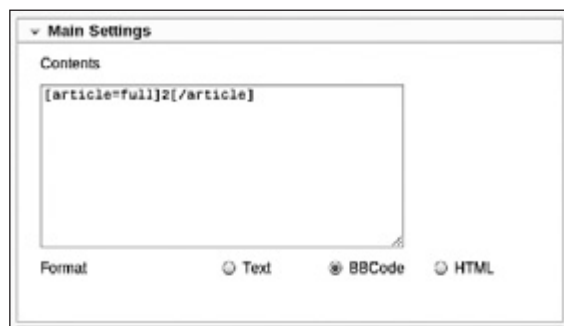 Main Settings
Contents
[article=full]2[/article]
Format Text BBCode HTML